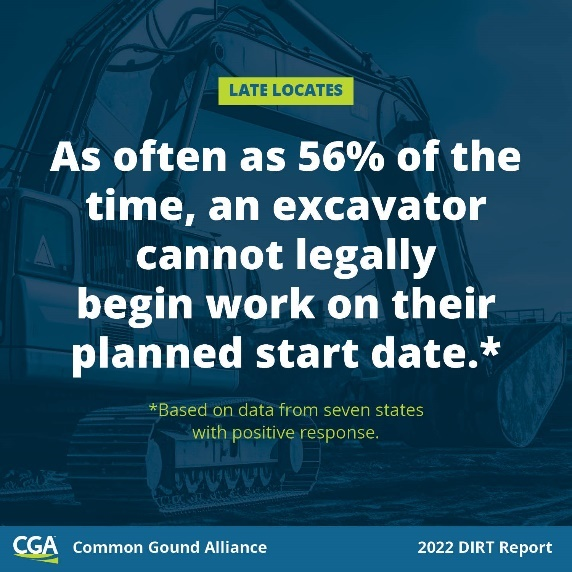 LATE LOCATES
As often as 56% of the
time, an excavator
cannot legally
begin work on their
planned start date.*
*Based on data from seven states
with positive response.
CGA Common Gound Alliance 2022 DIRT Report